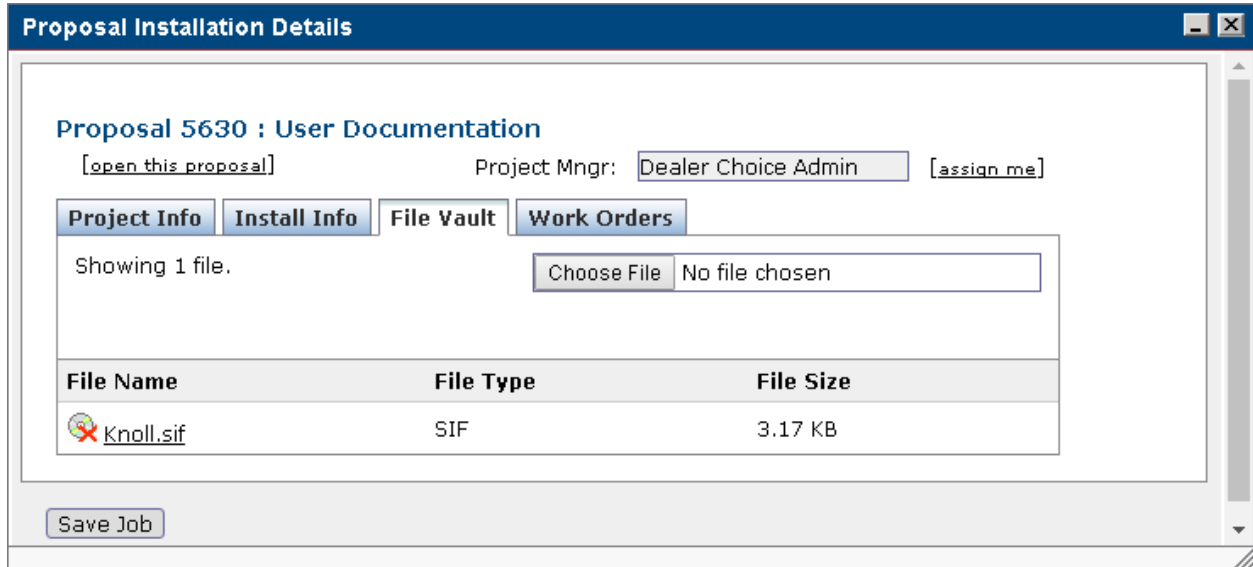 Proposal Installation Details
Proposal 5630 : User Documentation
[open this proposal] Project Mngr: Dealer Choice Admin [assign me]
Project Info Install Info File Vault Work Orders
Showing 1 file. Choose File No file chosen
File Name File Type File Size
Knoll.sif SIF 3.17 KB
Save Job